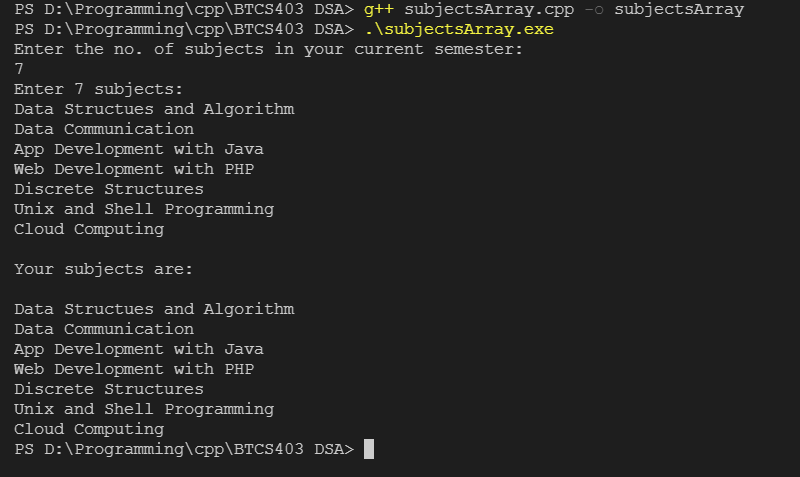 PS D:\Programming\cpp\BTCS403 DSA> g++ subjectsArray.cpp -o subjectsArray
PS D:\Programming\cpp\BTCS403 DSA> .\subjectsArray.exe
Enter the no. of subjects in your current semester:
7
Enter 7 subjects:
Data Structues and Algorithm
Data Communication
App Development with Java
Web Development with PHP
Discrete Structures
Unix and Shell Programming
Cloud Computing
Your subjects are:
Data Structues and Algorithm
Data Communication
App Development with Java
Web Development with PHP
Discrete Structures
Unix and Shell Programming
Cloud Computing
PS D:\Programming\cpp\BTCS403 DSA>